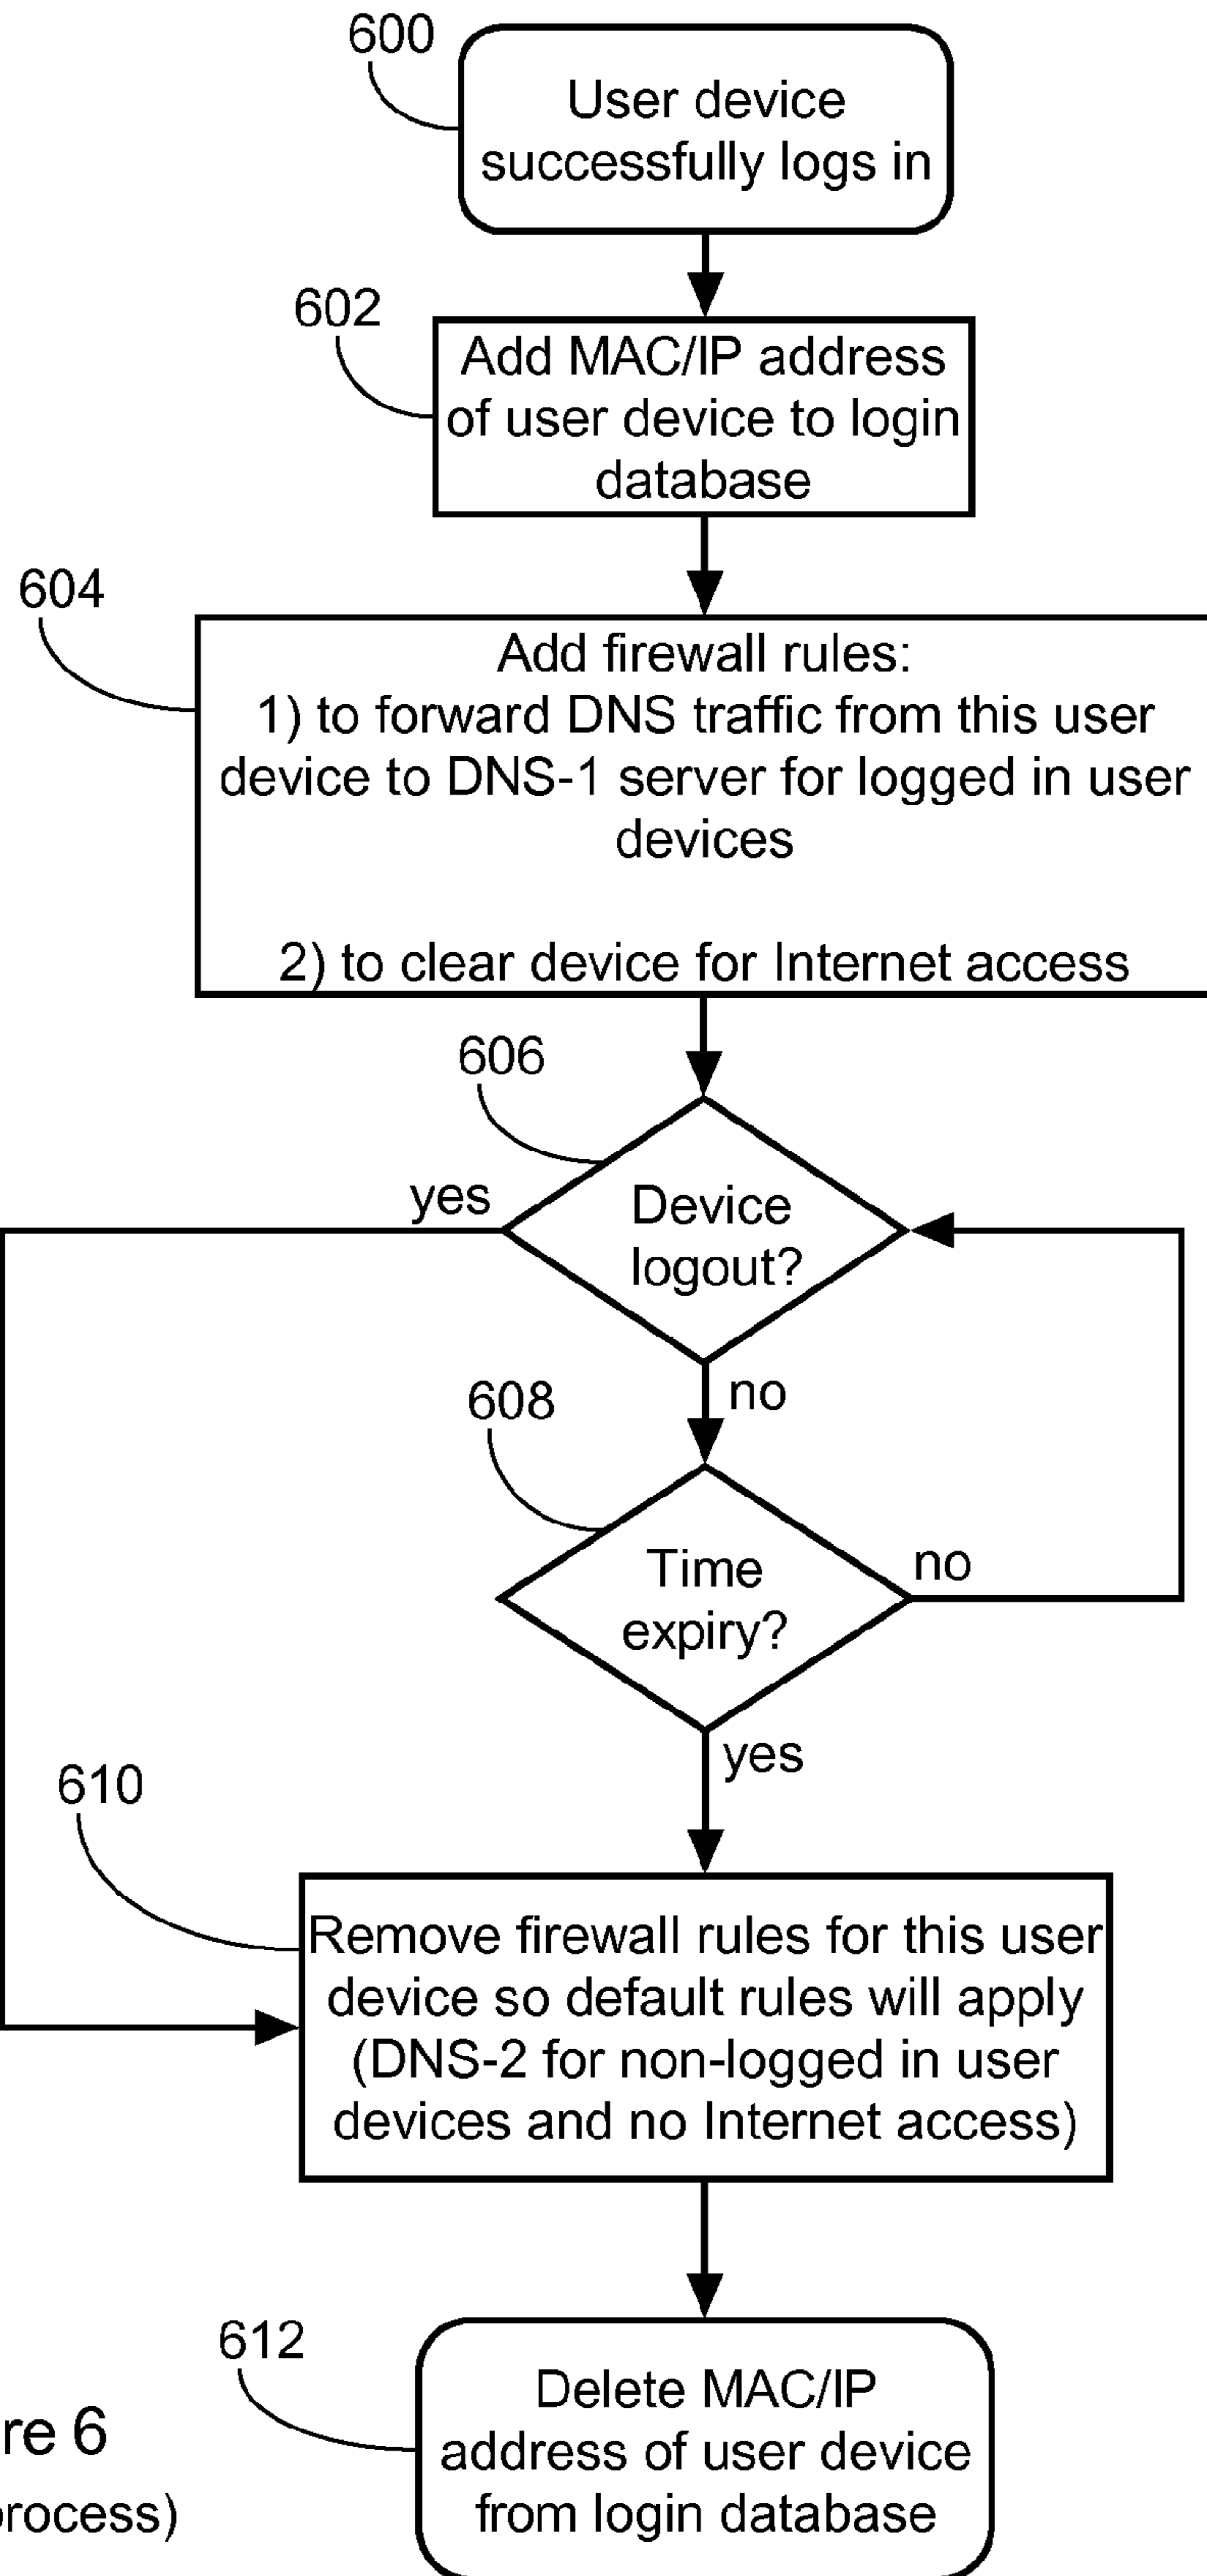 600
User device
successfully logs in
602
Add MAC/IP address
of user device to login
database
604
Add firewall rules:
1) to forward DNS traffic from this user
device to DNS-1 server for logged in user
devices
2) to clear device for Internet access
606
yes
Device
logout?
no
608
Time
expiry?
no
yes
610
Remove firewall rules for this user
device so default rules will apply
(DNS-2 for non-logged in user
devices and no Internet access)
612
Delete MAC/IP
address of user device
from login database
re 6
process)